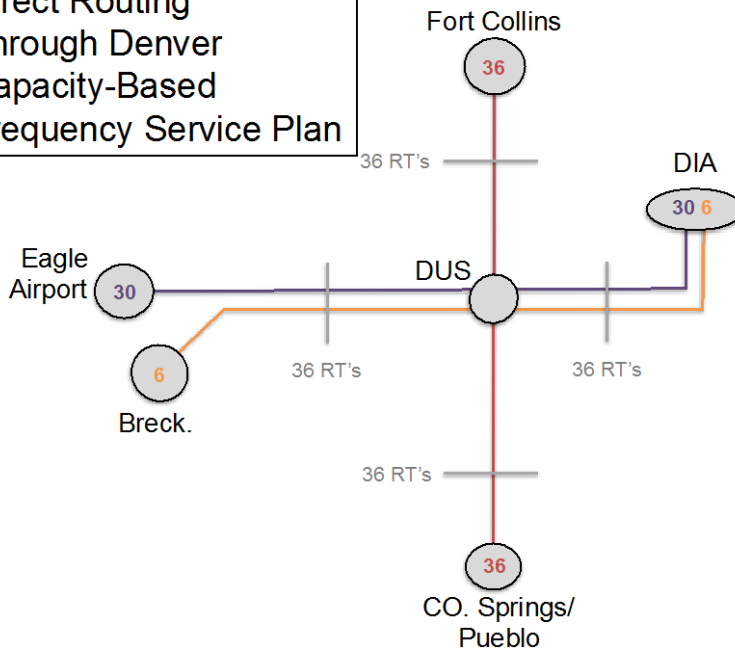 rect Routing
hrough Denver
apacity-Based
requency Service Plan
Fort Collins
36
36 RT's
DIA
30 6
Eagle
Airport
30
DUS
36 RT's
36 RT's
6
Breck.
36 RT's
36
CO. Springs/
Pueblo